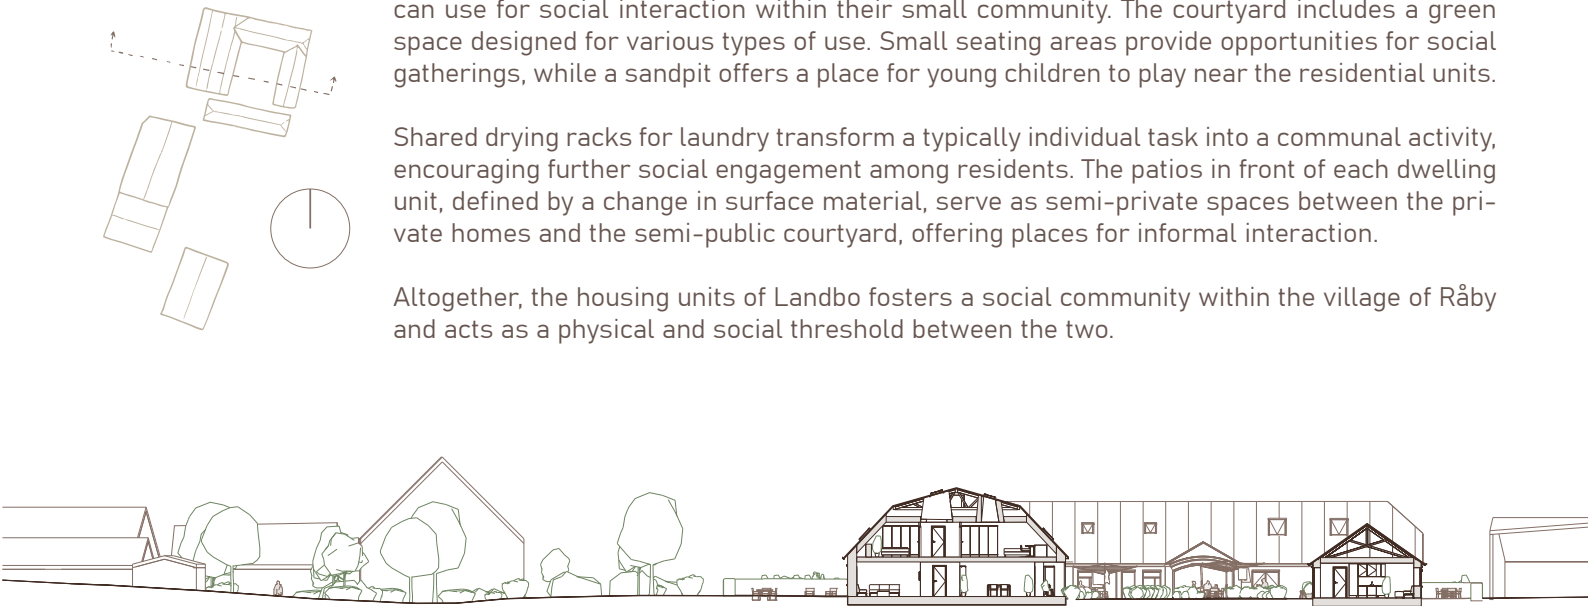 can use for social interaction within their small community. The courtyard includes a green
space designed for various types of use. Small seating areas provide opportunities for social
gatherings, while a sandpit offers a place for young children to play near the residential units.
Shared drying racks for laundry transform a typically individual task into a communal activity,
encouraging further social engagement among residents. The patios in front of each dwelling
unit, defined by a change in surface material, serve as semi-private spaces between the pri-
vate homes and the semi-public courtyard, offering places for informal interaction.
Altogether, the housing units of Landbo fosters a social community within the village of Råby
and acts as a physical and social threshold between the two.